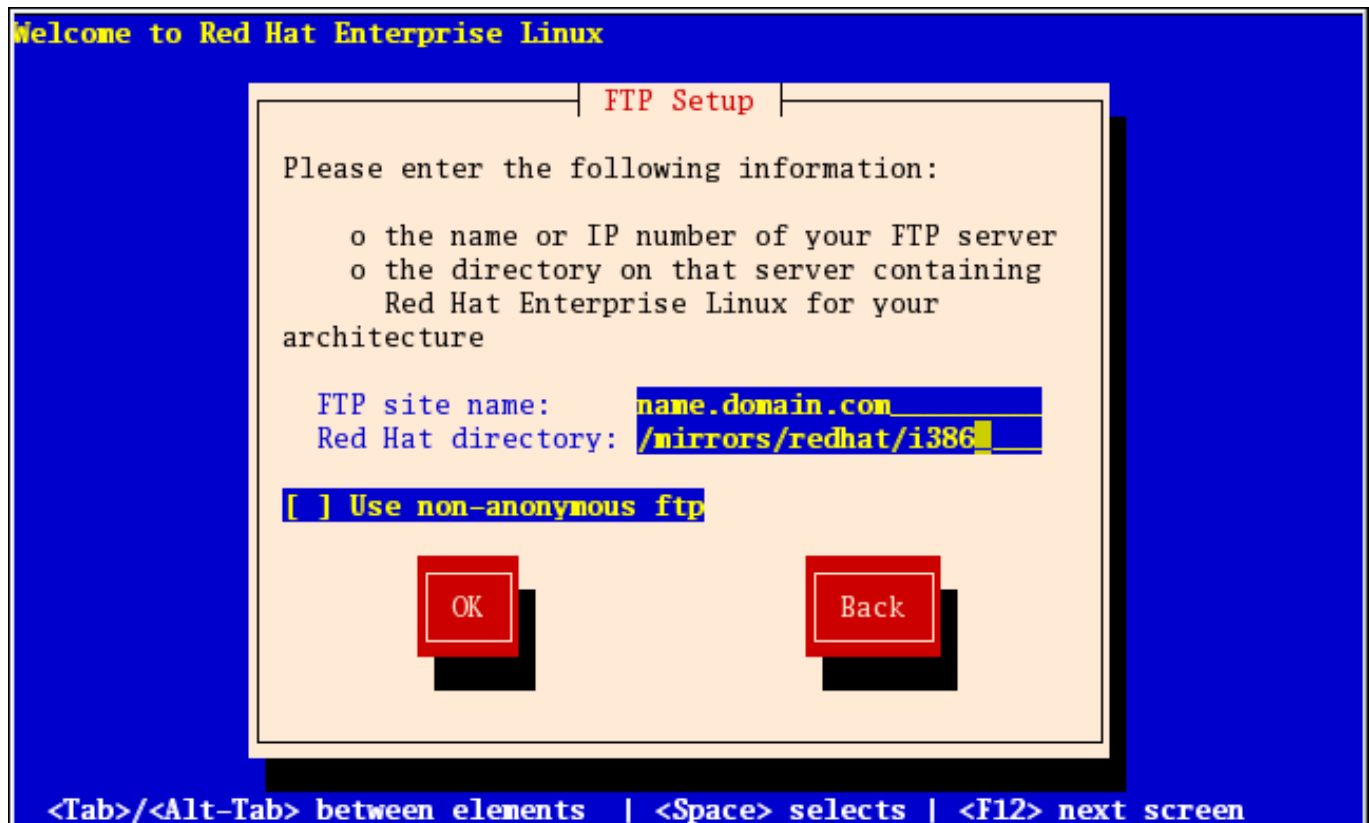 Welcome to Red Hat Enterprise Linux
FTP Setup
Please enter the following information:
o the name or IP number of your FTP server
o the directory on that server containing
Red Hat Enterprise Linux for your
architecture
FTP site name: name.domain.com_________
Red Hat directory: /mirrors/redhat/i386____
[ ] Use non-anonymous ftp
OK Back
<Tab>/<Alt-Tab> between elements | <Space> selects | <F12> next screen